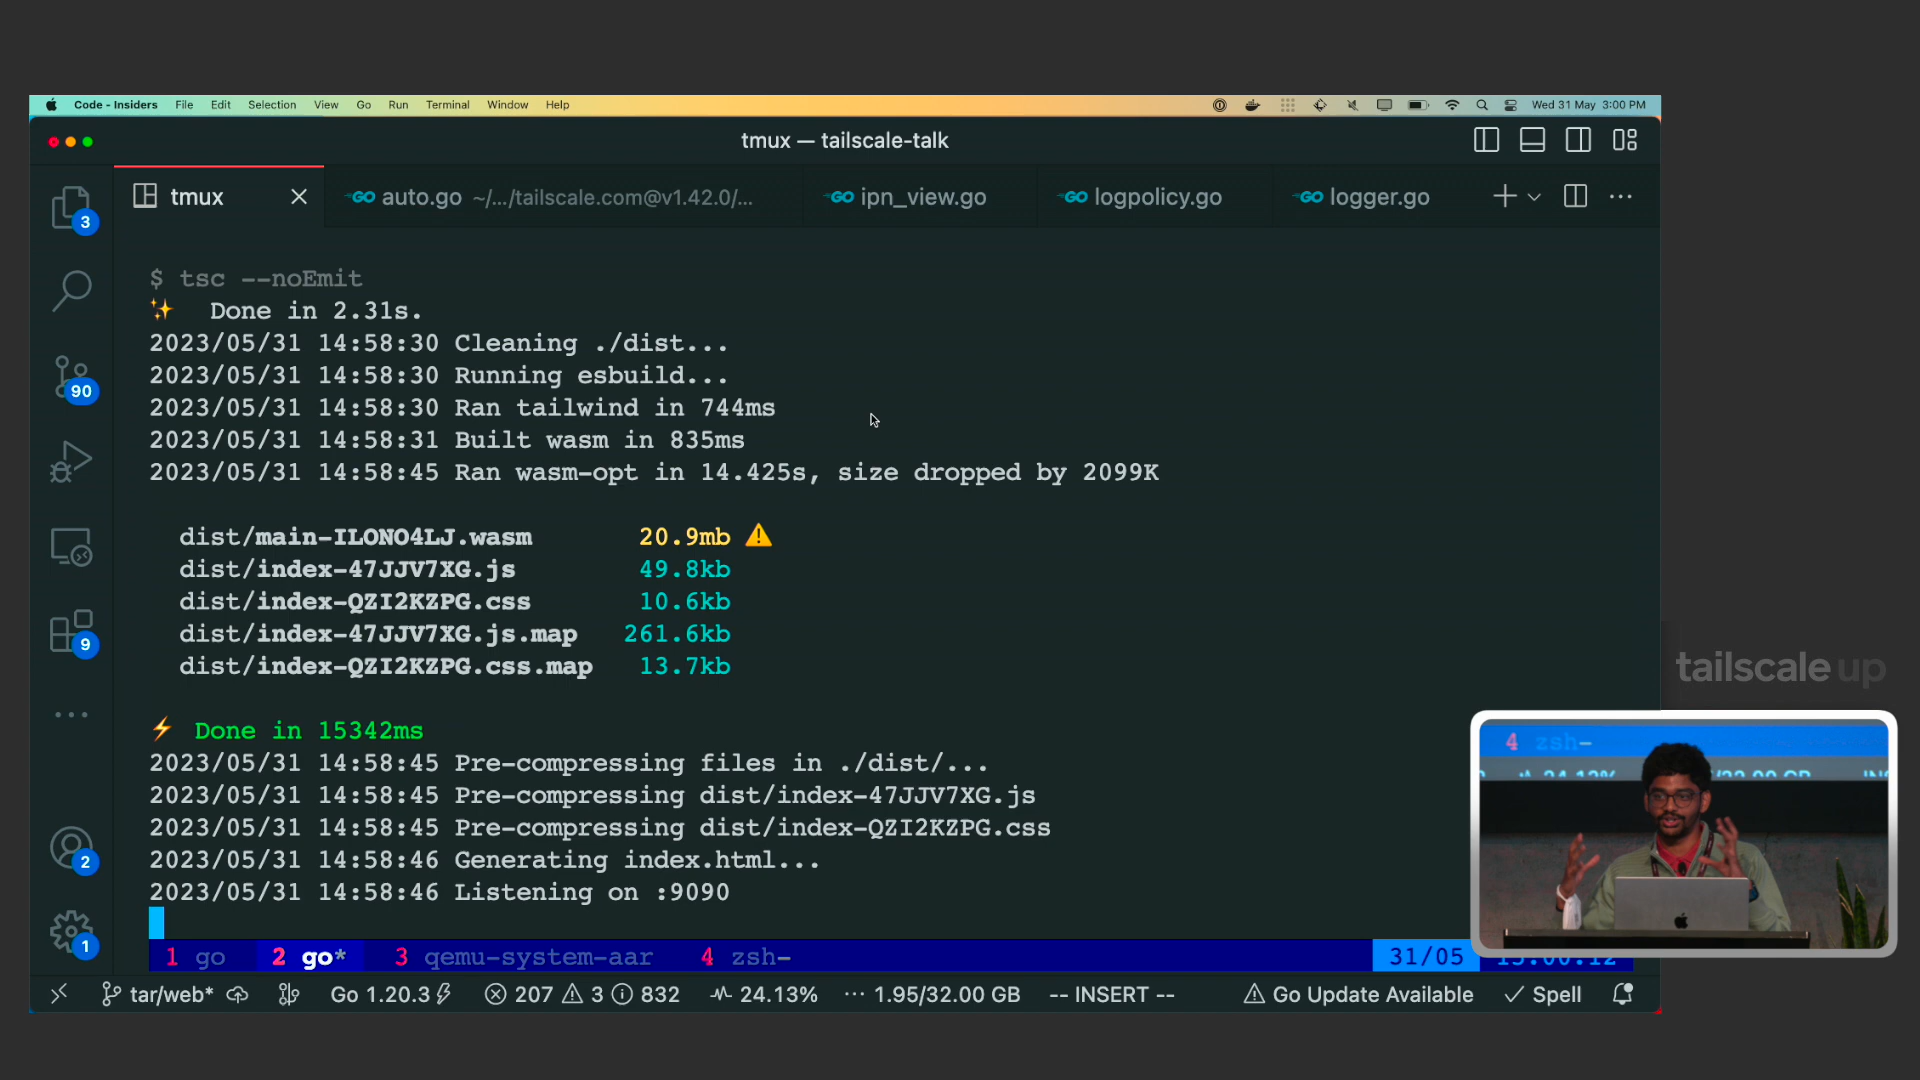 Code - Insiders File Edit Selection View Go Run Terminal Window Help Wed 31 May 3:00 PM
tmux — tailscale-talk
tmux auto.go ~/.../tailscale.com@v1.42.0/... ipn_view.go logpolicy.go logger.go
3
90
9
2
1
$ tsc --noEmit
✨ Done in 2.31s.
2023/05/31 14:58:30 Cleaning ./dist...
2023/05/31 14:58:30 Running esbuild...
2023/05/31 14:58:30 Ran tailwind in 744ms
2023/05/31 14:58:31 Built wasm in 835ms
2023/05/31 14:58:45 Ran wasm-opt in 14.425s, size dropped by 2099K
dist/main-ILONO4LJ.wasm 20.9mb ⚠️
dist/index-47JJV7XG.js 49.8kb
dist/index-QZI2KZPG.css 10.6kb
dist/index-47JJV7XG.js.map 261.6kb
dist/index-QZI2KZPG.css.map 13.7kb
⚡ Done in 15342ms
2023/05/31 14:58:45 Pre-compressing files in ./dist/...
2023/05/31 14:58:45 Pre-compressing dist/index-47JJV7XG.js
2023/05/31 14:58:45 Pre-compressing dist/index-QZI2KZPG.css
2023/05/31 14:58:46 Generating index.html...
2023/05/31 14:58:46 Listening on :9090
1 go 2 go* 3 qemu-system-aar 4 zsh- 31/05
tar/web* Go 1.20.3 207 3 832 24.13% ··· 1.95/32.00 GB -- INSERT -- Go Update Available Spell
tailscale up
4 zsh-